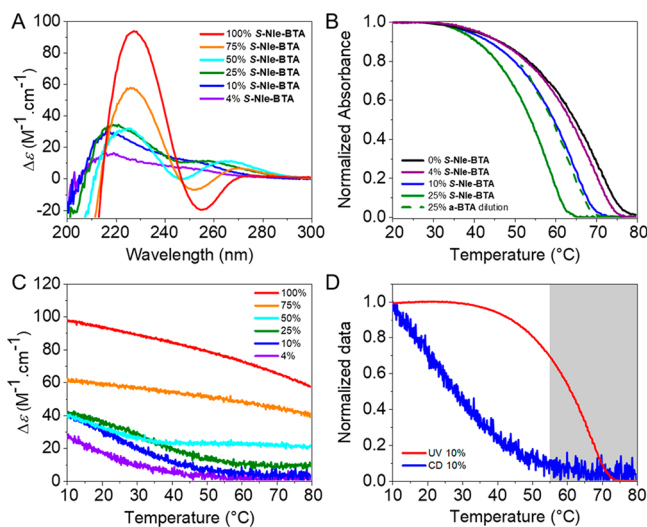 A
120
100
80
60
40
20
0
-20
Δε (M⁻¹.cm⁻¹)
200 220 240 260 280 300
Wavelength (nm)
100% S-Nle-BTA
75% S-Nle-BTA
50% S-Nle-BTA
25% S-Nle-BTA
10% S-Nle-BTA
4% S-Nle-BTA
B
1.0
0.8
0.6
0.4
0.2
0.0
Normalized Absorbance
20 30 40 50 60 70 80
Temperature (°C)
0% S-Nle-BTA
4% S-Nle-BTA
10% S-Nle-BTA
25% S-Nle-BTA
25% a-BTA dilution
C
120
100
80
60
40
20
0
Δε (M⁻¹.cm⁻¹)
10 20 30 40 50 60 70 80
Temperature (°C)
100%
75%
50%
25%
10%
4%
D
1.0
0.8
0.6
0.4
0.2
0.0
Normalized data
10 20 30 40 50 60 70 80
Temperature (°C)
UV 10%
CD 10%